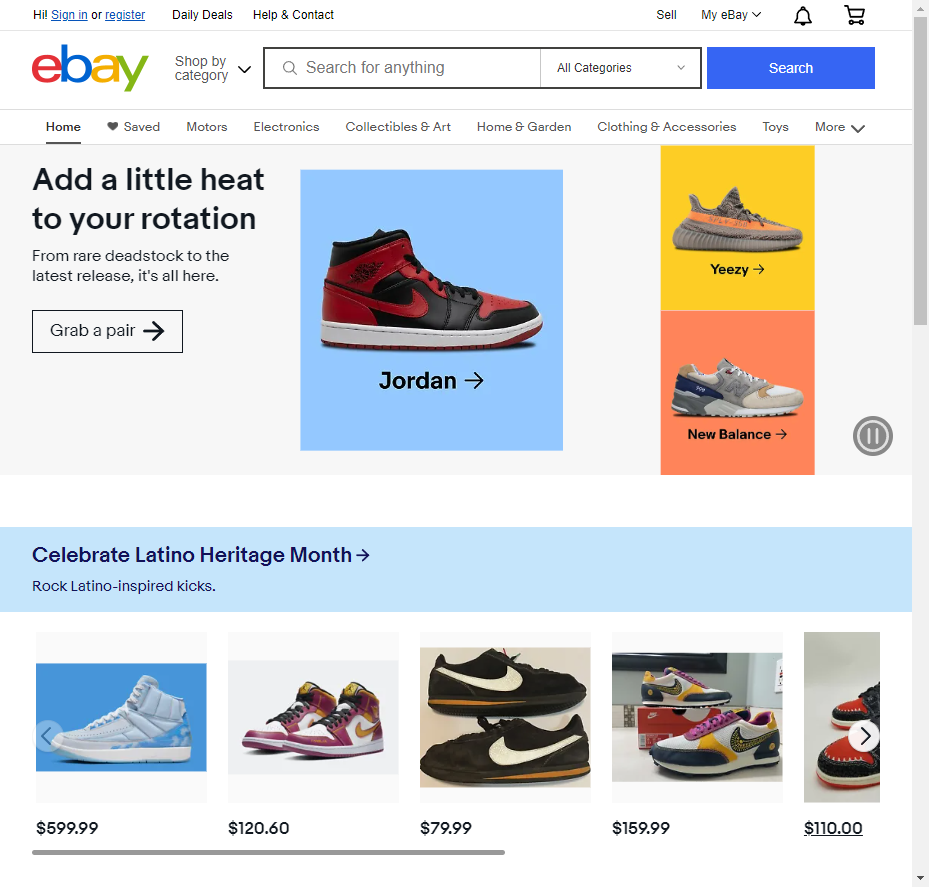 Hi! Sign in or register Daily Deals Help & Contact Sell My eBay
ebay Shop by category Search for anything All Categories Search
Home Saved Motors Electronics Collectibles & Art Home & Garden Clothing & Accessories Toys More
Add a little heat
to your rotation
From rare deadstock to the
latest release, it's all here.
Grab a pair
Jordan
Yeezy
New Balance
Celebrate Latino Heritage Month
Rock Latino-inspired kicks.
$599.99 $120.60 $79.99 $159.99 $110.00